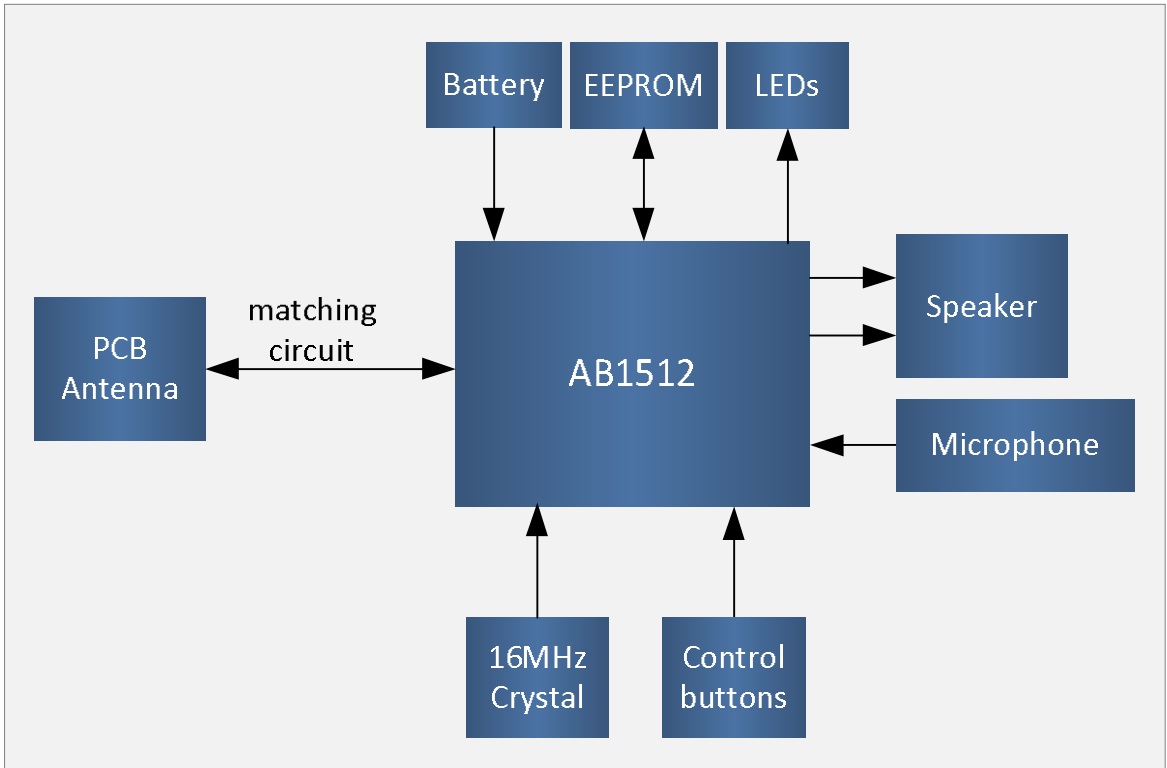 Battery
EEPROM
LEDs
PCB
Antenna
matching
circuit
AB1512
Speaker
Microphone
16MHz
Crystal
Control
buttons